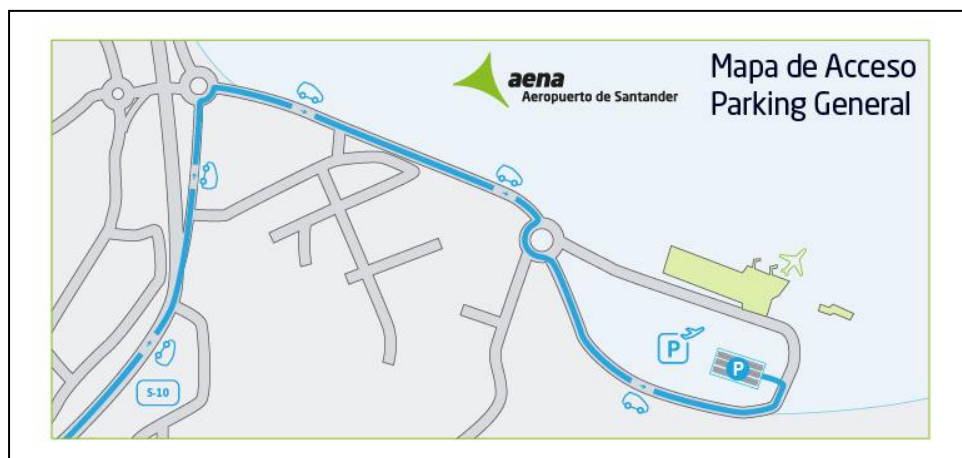 aena
Aeropuerto de Santander
Mapa de Acceso
Parking General
P
P
S-10